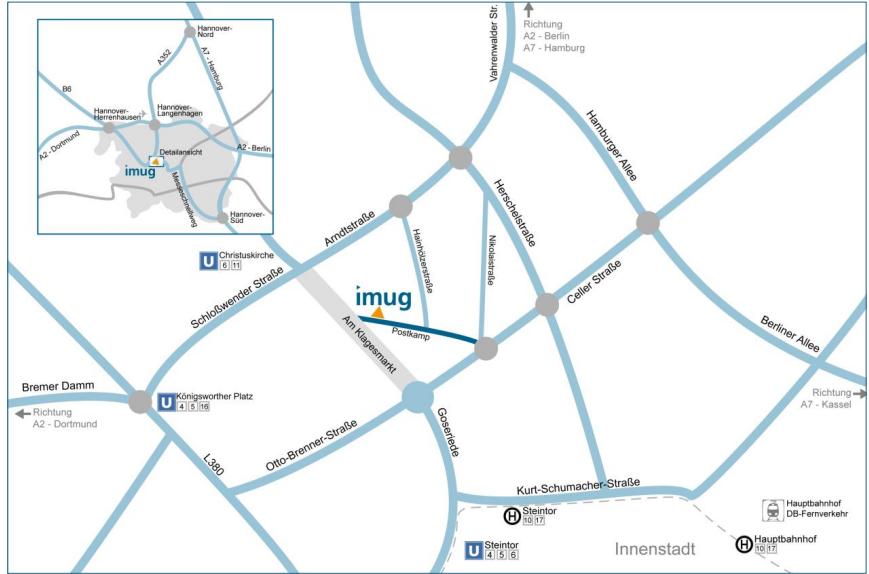 Hannover-
Nord
A352
A7 - Hamburg
B6
Hannover-
Herrenhausen
Hannover-
Langenhagen
A2 - Dortmund
Detailansicht
A2 - Berlin
imug
Messeschnellweg
Hannover-
Süd
Vahrenwalder Str.
Richtung
A2 - Berlin
A7 - Hamburg
Hamburger Allee
Herschelstraße
Arndtstraße
Hainhölzerstraße
Nikolaistraße
U
Christuskirche
6 11
Schloßwender Straße
Celler Straße
imug
Postkamp
Am Klagesmarkt
Berliner Allee
Bremer Damm
Richtung
A2 - Dortmund
U
Königsworther Platz
4 5 16
Richtung
A7 - Kassel
Otto-Brenner-Straße
Goseriede
L380
Kurt-Schumacher-Straße
H
Steintor
10 17
Hauptbahnhof
DB-Fernverkehr
U
Steintor
4 5 6
Innenstadt
H
Hauptbahnhof
10 17